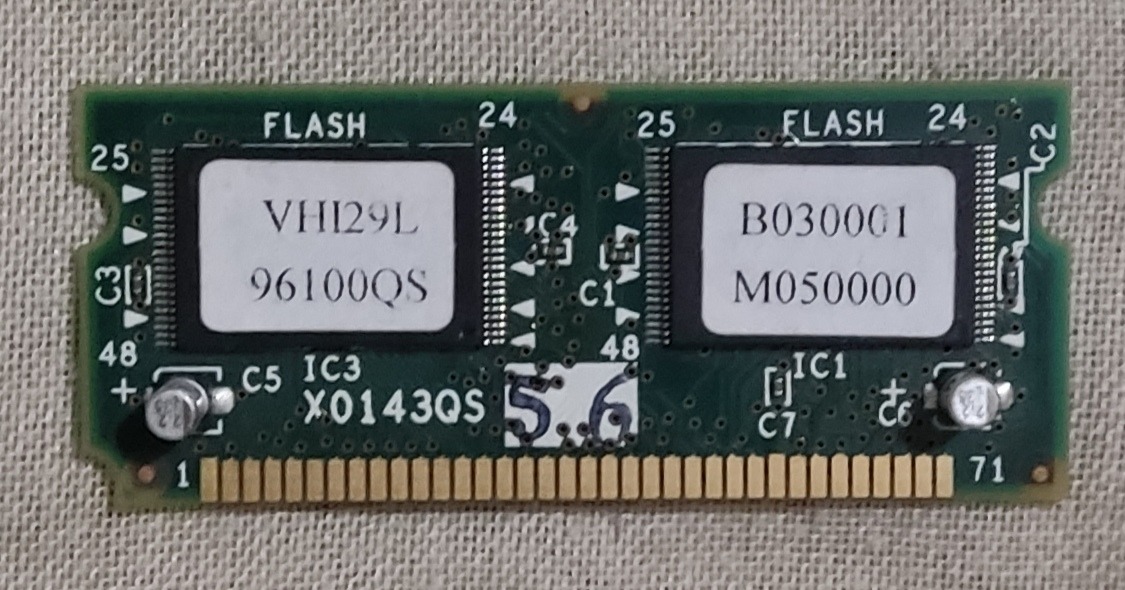 FLASH 24 25 FLASH 24
25 C2
VHI29L C4 B030001
96100QS M050000
C3 C1
48 48
+ C5 IC3 IC1 +
X0143QS 5.6 C7 C6
1 71